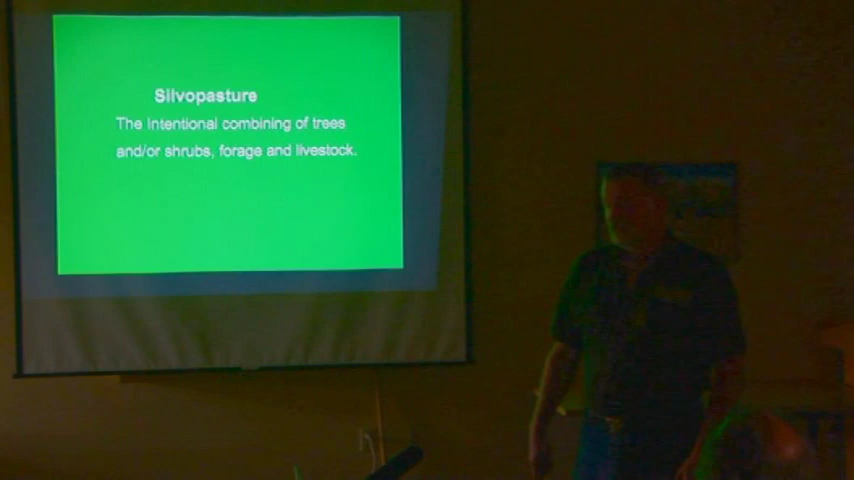 Silvopasture
The Intentional combining of trees
and/or shrubs, forage and livestock.